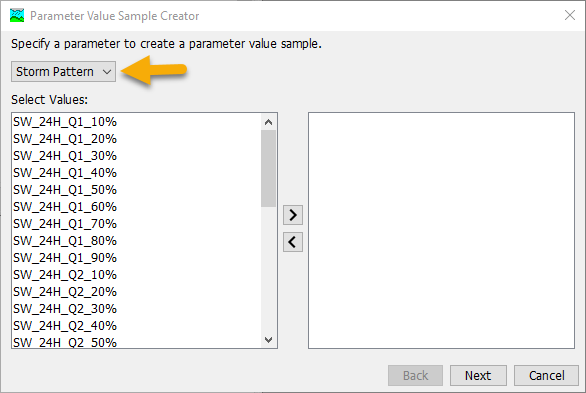 Parameter Value Sample Creator
Specify a parameter to create a parameter value sample.
Storm Pattern
Select Values:
SW_24H_Q1_10%
SW_24H_Q1_20%
SW_24H_Q1_30%
SW_24H_Q1_40%
SW_24H_Q1_50%
SW_24H_Q1_60%
SW_24H_Q1_70%
SW_24H_Q1_80%
SW_24H_Q1_90%
SW_24H_Q2_10%
SW_24H_Q2_20%
SW_24H_Q2_30%
SW_24H_Q2_40%
SW_24H_Q2_50%
Back Next Cancel